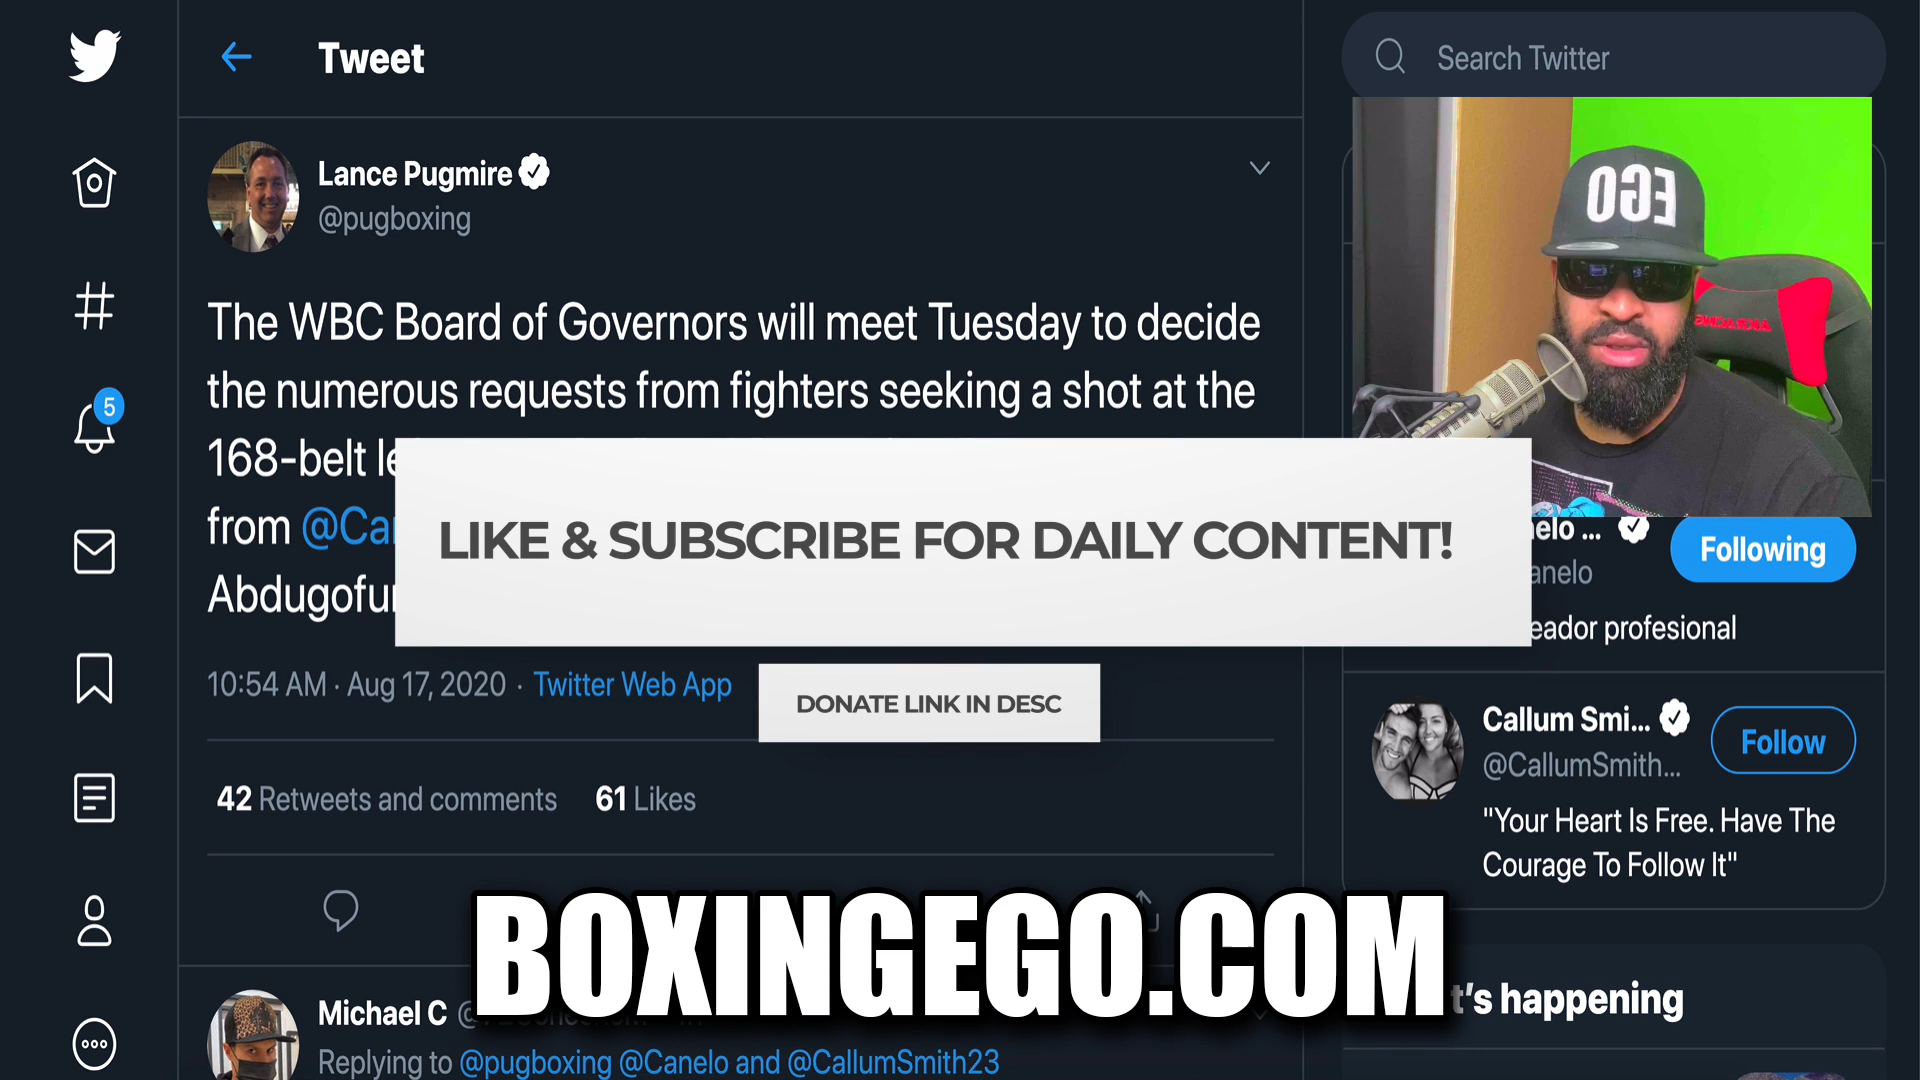 Tweet
Search Twitter
Lance Pugmire
@pugboxing
The WBC Board of Governors will meet Tuesday to decide
the numerous requests from fighters seeking a shot at the
168-belt
from @Ca
Abdugofu
EGO
5
LIKE & SUBSCRIBE FOR DAILY CONTENT!
elo ...
anelo
Following
eador profesional
10:54 AM · Aug 17, 2020 · Twitter Web App
DONATE LINK IN DESC
42 Retweets and comments 61 Likes
Callum Smi...
@CallumSmith...
Follow
"Your Heart Is Free. Have The
Courage To Follow It"
BOXINGEGO.COM
t's happening
Michael C
Replying to @pugboxing @Canelo and @CallumSmith23